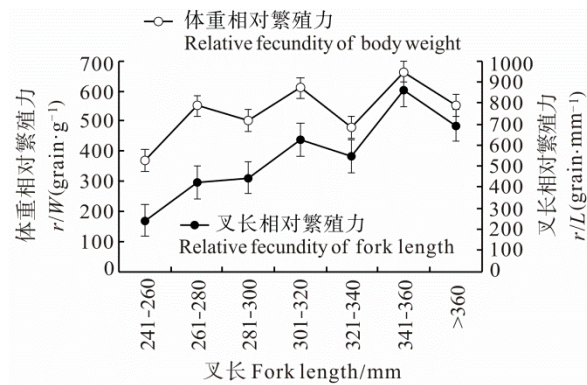 体重相对繁殖力
Relative fecundity of body weight
体重相对繁殖力
r/W(grain·g⁻¹)
700
600
500
400
300
200
100
0
1000
900
800
700
600
500
400
300
200
100
0
叉长相对繁殖力
r/L(grain·mm⁻¹)
叉长相对繁殖力
Relative fecundity of fork length
241-260
261-280
281-300
301-320
321-340
341-360
>360
叉长 Fork length/mm